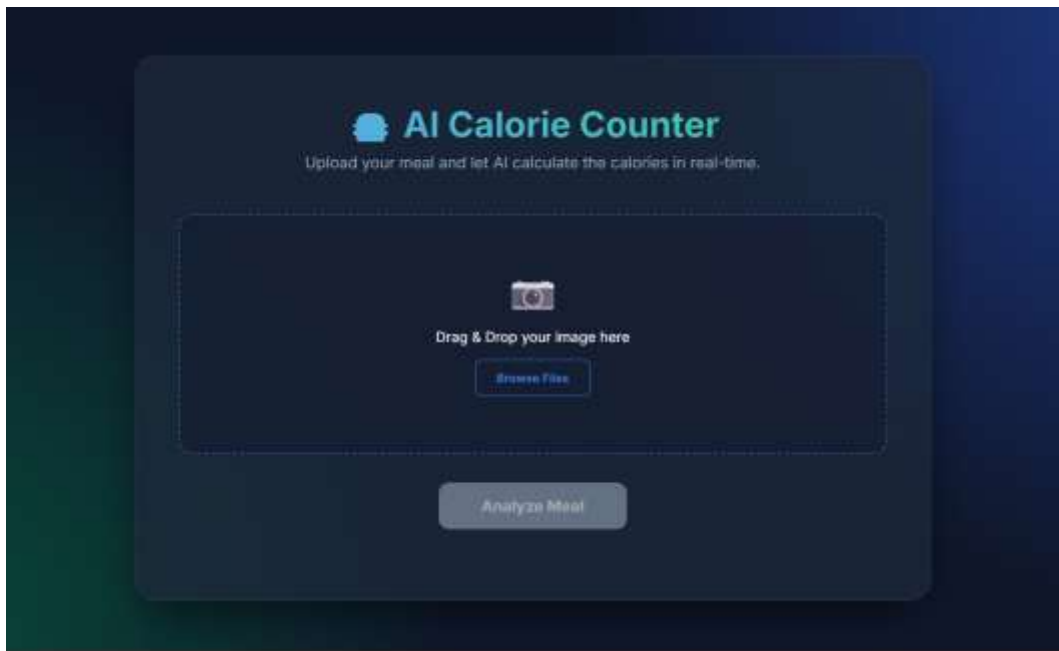 AI Calorie Counter
Upload your meal and let AI calculate the calories in real-time.
Drag & Drop your image here
Browse Files
Analyze Meal